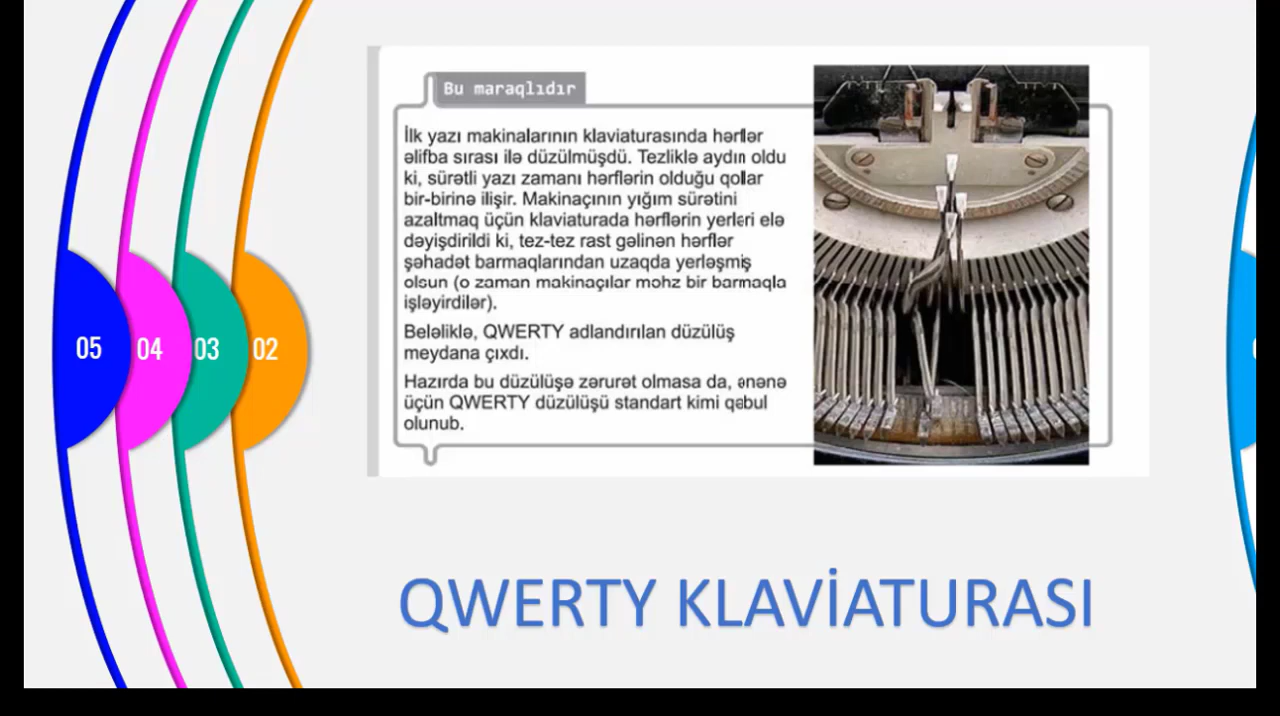 Bu maraqlıdır
İlk yazı makinalarının klaviaturasında hərflər
əlifba sırası ilə düzülmüşdü. Tezliklə aydın oldu
ki, sürətli yazı zamanı hərflərin olduğu qollar
bir-birinə ilişir. Makinaçının yığım sürətini
azaltmaq üçün klaviaturada hərflərin yerləri elə
dəyişdirildi ki, tez-tez rast gəlinən hərflər
şəhadət barmaqlarından uzaqda yerləşmiş
olsun (o zaman makinaçılar məhz bir barmaqla
işləyirdilər).
Beləliklə, QWERTY adlandırılan düzülüş
meydana çıxdı.
Hazırda bu düzülüşə zərurət olmasa da, ənənə
üçün QWERTY düzülüşü standart kimi qəbul
olunub.
05 04 03 02
QWERTY KLAVİATURASI